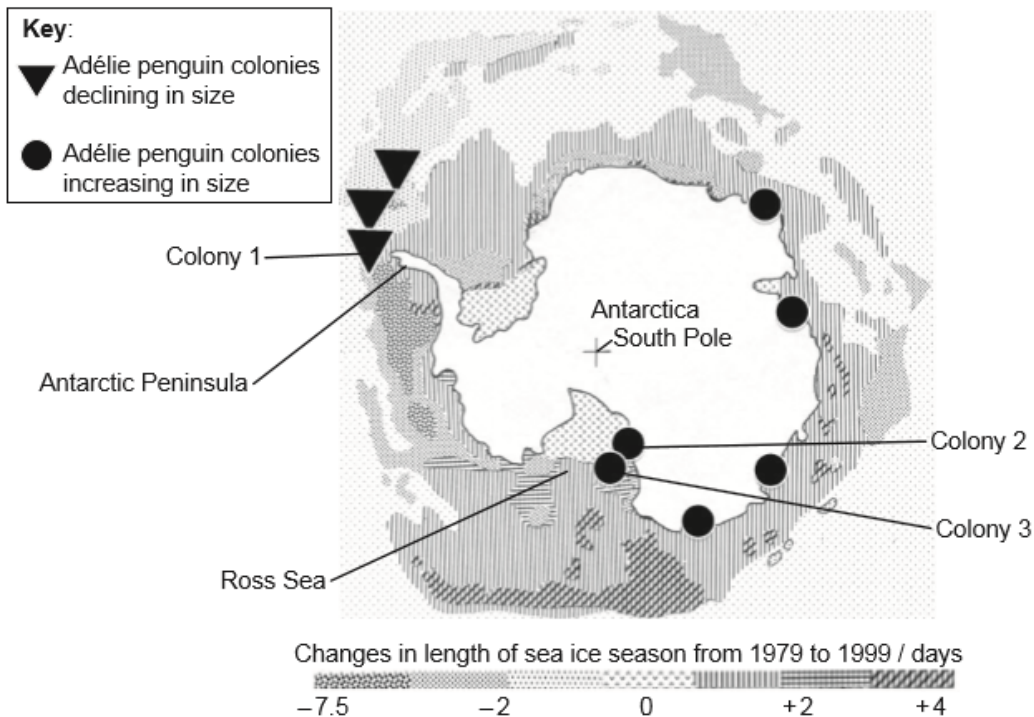 Key:
Adélie penguin colonies
declining in size
Adélie penguin colonies
increasing in size
Colony 1
Antarctica
South Pole
Antarctic Peninsula
Colony 2
Colony 3
Ross Sea
Changes in length of sea ice season from 1979 to 1999 / days
–7.5 –2 0 +2 +4